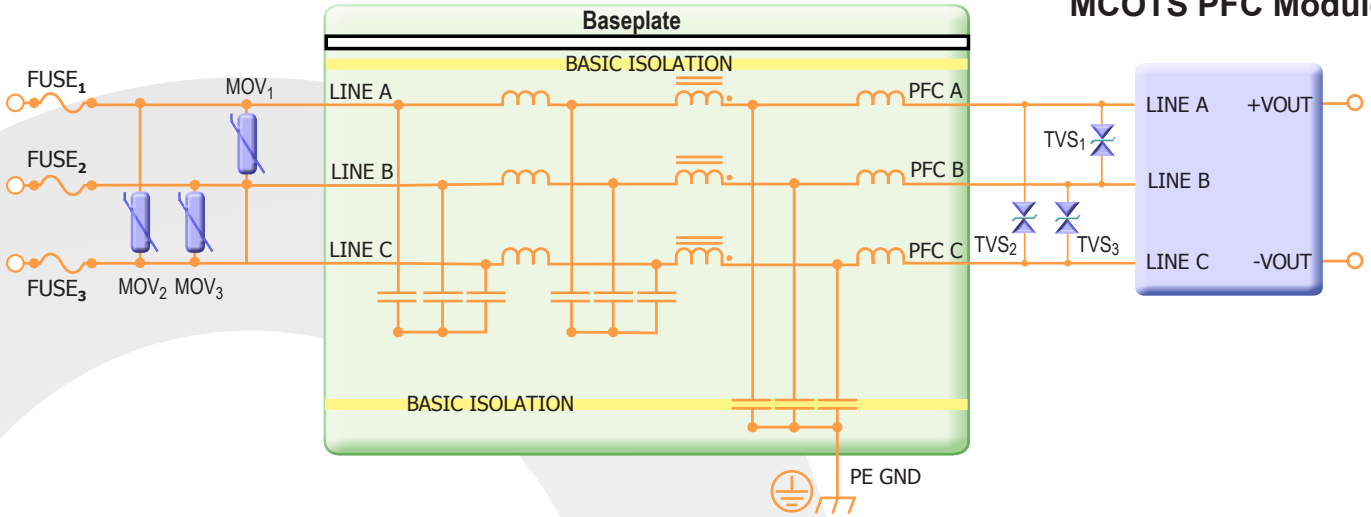 MCOTS PFC Modul
Baseplate
BASIC ISOLATION
FUSE1
MOV1
LINE A
PFC A
LINE A
+VOUT
TVS1
FUSE2
LINE B
PFC B
LINE B
LINE C
PFC C
TVS2
TVS3
LINE C
-VOUT
FUSE3
MOV2
MOV3
BASIC ISOLATION
PE GND